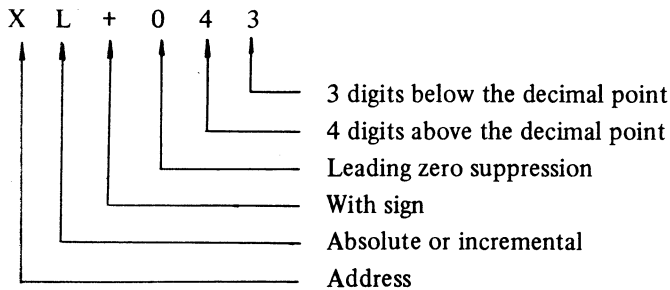 X L + 0 4 3
3 digits below the decimal point
4 digits above the decimal point
Leading zero suppression
With sign
Absolute or incremental
Address